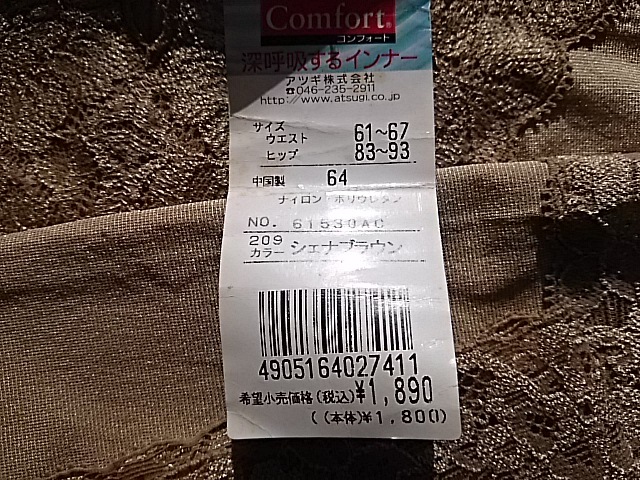 Comfort
コンフォート
深呼吸するインナー
アツギ株式会社
☎046-235-2911
http://www.atsugi.co.jp
サイズ
ウエスト 61~67
ヒップ 83~93
中国製 64
ナイロン ポリウレタン
NO. 61530AC
209
カラー シェナブラウン
4905164027411
希望小売価格(税込)¥1,890
((本体)¥1,800)